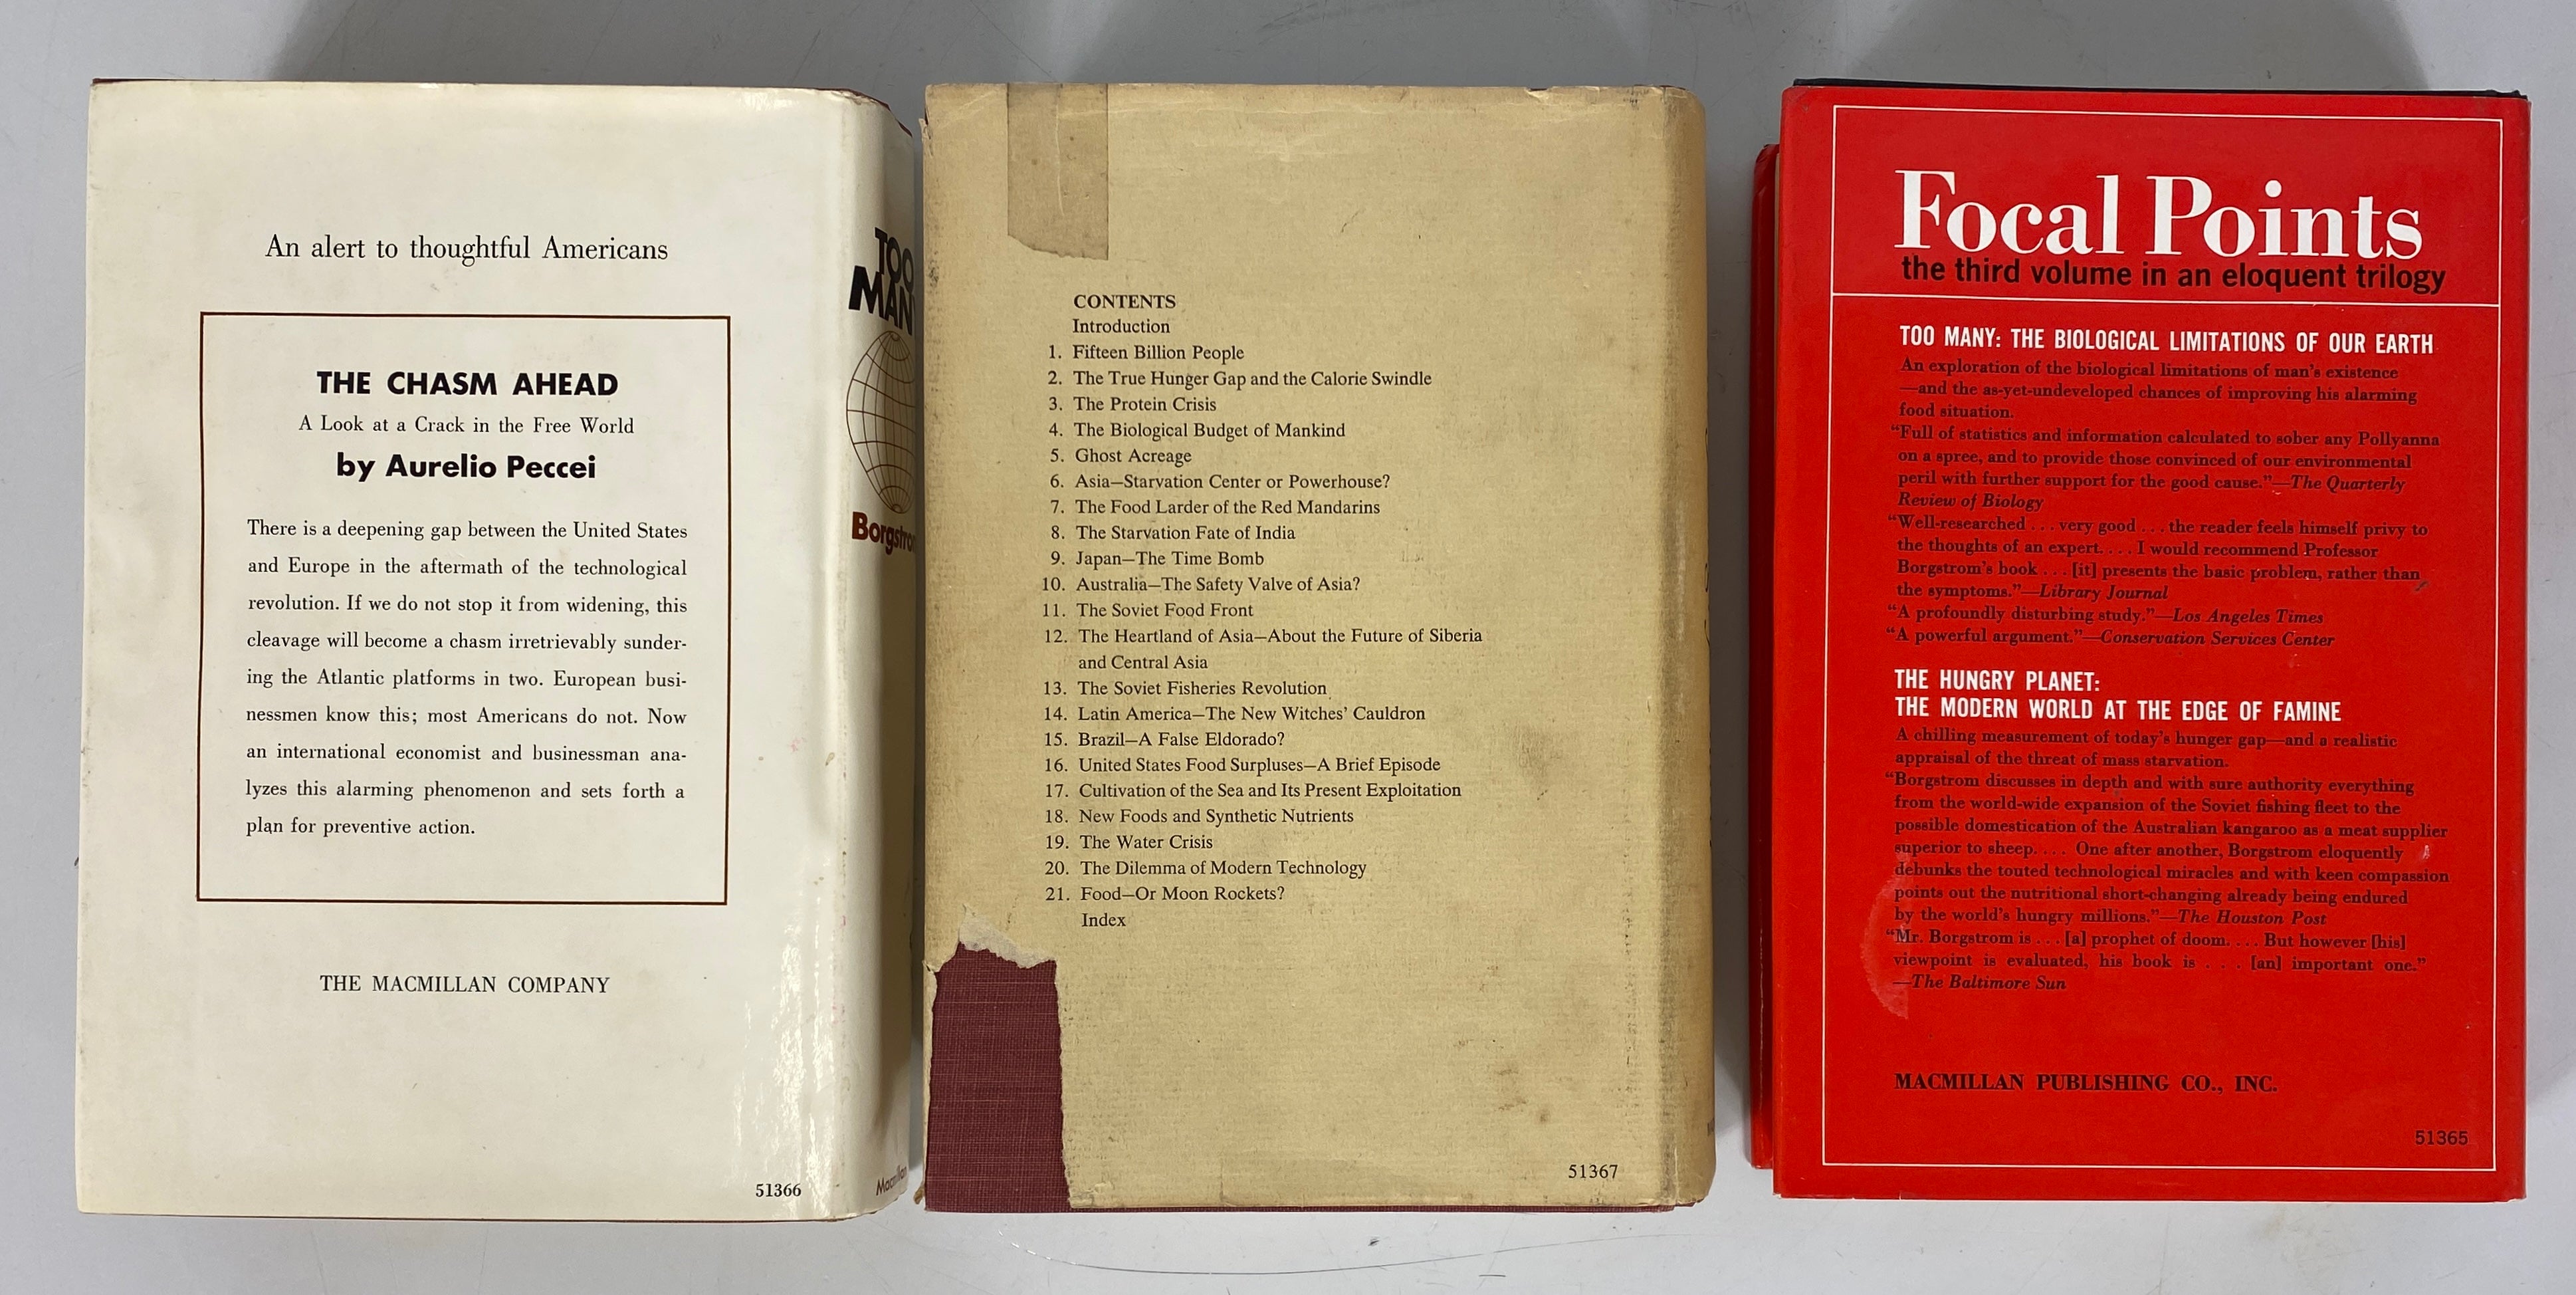 An alert to thoughtful Americans
THE CHASM AHEAD
A Look at a Crack in the Free World
by Aurelio Peccei
There is a deepening gap between the United States
and Europe in the aftermath of the technological
revolution. If we do not stop it from widening, this
cleavage will become a chasm irretrievably sunder-
ing the Atlantic platforms in two. European busi-
nessmen know this; most Americans do not. Now
an international economist and businessman ana-
lyzes this alarming phenomenon and sets forth a
plan for preventive action.
THE MACMILLAN COMPANY
51366
TOO
MAN
Borgstro
Macmillan
CONTENTS
Introduction
1. Fifteen Billion People
2. The True Hunger Gap and the Calorie Swindle
3. The Protein Crisis
4. The Biological Budget of Mankind
5. Ghost Acreage
6. Asia—Starvation Center or Powerhouse?
7. The Food Larder of the Red Mandarins
8. The Starvation Fate of India
9. Japan—The Time Bomb
10. Australia—The Safety Valve of Asia?
11. The Soviet Food Front
12. The Heartland of Asia—About the Future of Siberia
and Central Asia
13. The Soviet Fisheries Revolution
14. Latin America—The New Witches' Cauldron
15. Brazil—A False Eldorado?
16. United States Food Surpluses—A Brief Episode
17. Cultivation of the Sea and Its Present Exploitation
18. New Foods and Synthetic Nutrients
19. The Water Crisis
20. The Dilemma of Modern Technology
21. Food—Or Moon Rockets?
Index
51367
Focal Points
the third volume in an eloquent trilogy
TOO MANY: THE BIOLOGICAL LIMITATIONS OF OUR EARTH
An exploration of the biological limitations of man's existence
—and the as-yet-undeveloped chances of improving his alarming
food situation.
"Full of statistics and information calculated to sober any Pollyanna
on a spree, and to provide those convinced of our environmental
peril with further support for the good cause."—The Quarterly
Review of Biology
"Well-researched . . . very good . . . the reader feels himself privy to
the thoughts of an expert. . . . I would recommend Professor
Borgstrom's book . . . [it] presents the basic problem, rather than
the symptoms."—Library Journal
"A profoundly disturbing study."—Los Angeles Times
"A powerful argument."—Conservation Services Center
THE HUNGRY PLANET:
THE MODERN WORLD AT THE EDGE OF FAMINE
A chilling measurement of today's hunger gap—and a realistic
appraisal of the threat of mass starvation.
"Borgstrom discusses in depth and with sure authority everything
from the world-wide expansion of the Soviet fishing fleet to the
possible domestication of the Australian kangaroo as a meat supplier
superior to sheep. . . . One after another, Borgstrom eloquently
debunks the touted technological miracles and with keen compassion
points out the nutritional short-changing already being endured
by the world's hungry millions."—The Houston Post
"Mr. Borgstrom is . . . [a] prophet of doom. . . . But however [his]
viewpoint is evaluated, his book is . . . [an] important one."
—The Baltimore Sun
MACMILLAN PUBLISHING CO., INC.
51365